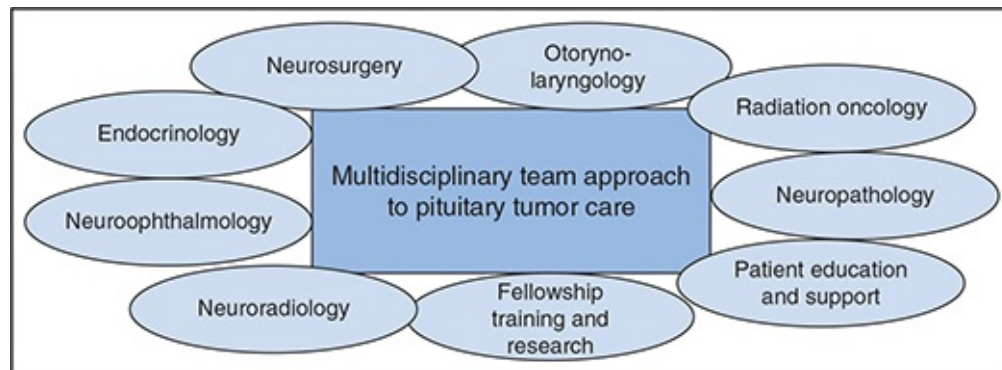 Neurosurgery
Otoryno-
laryngology
Radiation oncology
Endocrinology
Multidisciplinary team approach
to pituitary tumor care
Neuropathology
Neuroophthalmology
Patient education
and support
Neuroradiology
Fellowship
training and
research